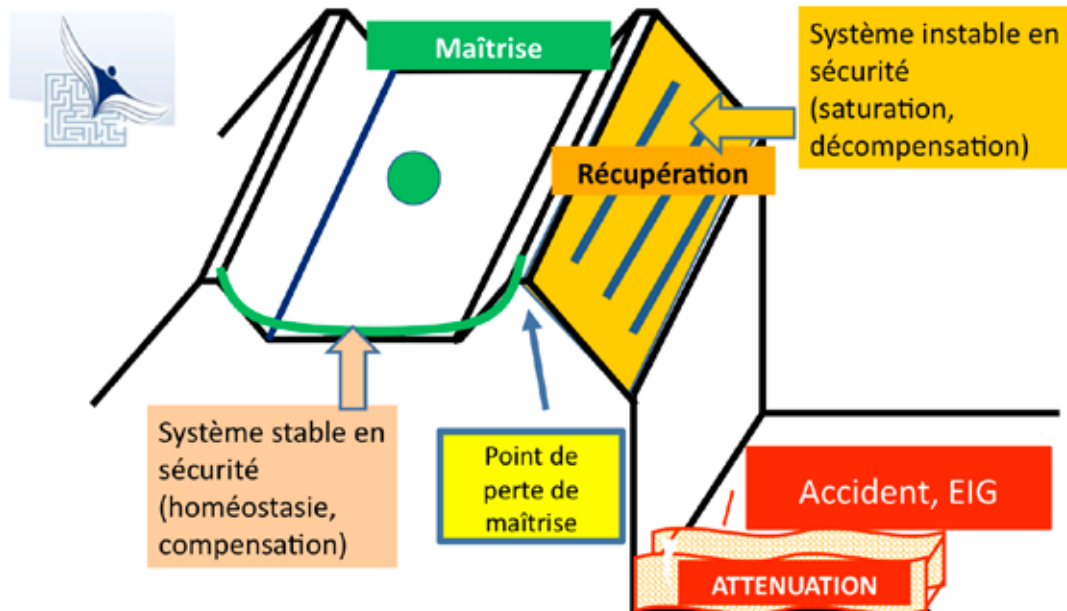 Maîtrise
Système instable en
sécurité
(saturation,
décompensation)
Récupération
Système stable en
sécurité
(homéostasie,
compensation)
Point de
perte de
maîtrise
Accident, EIG
ATTENUATION